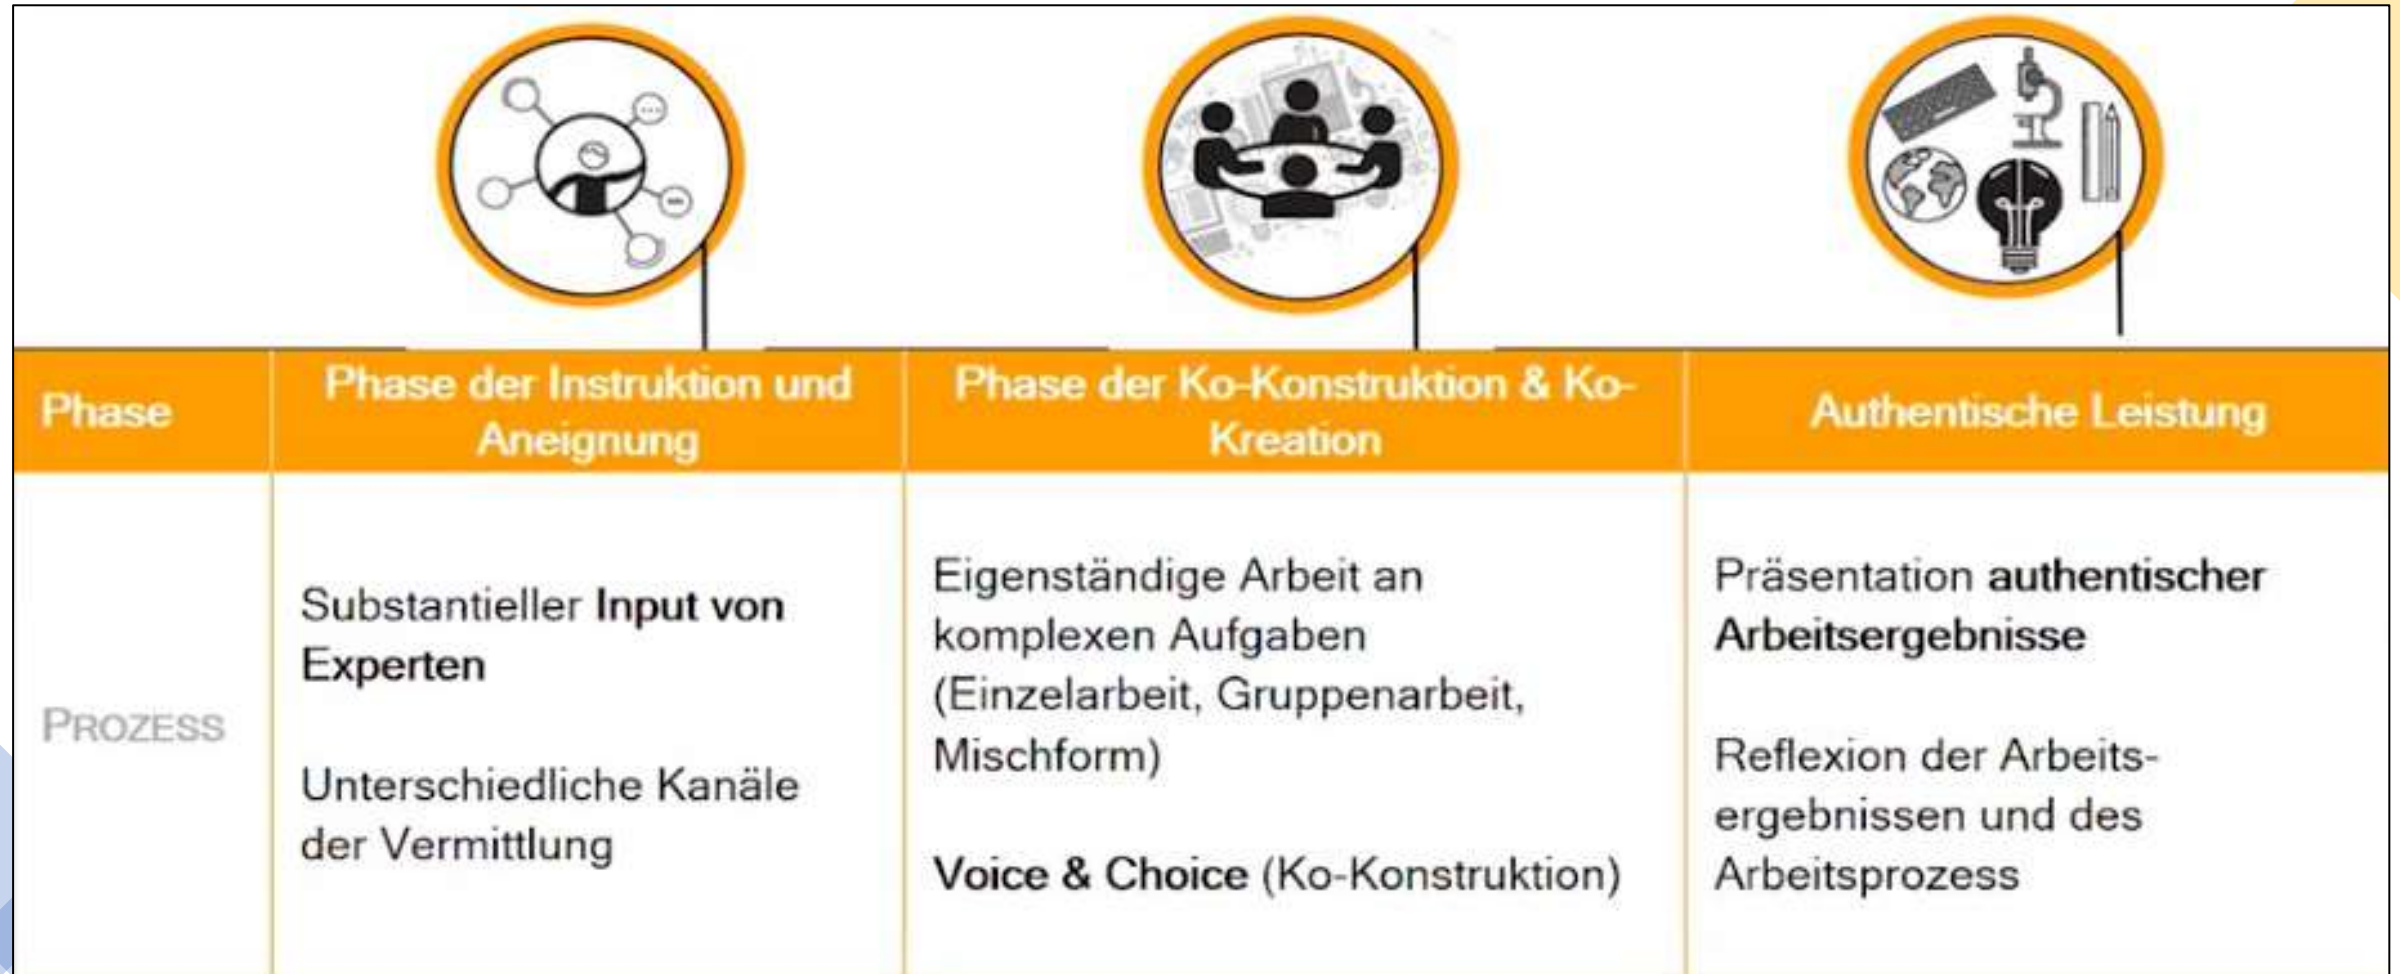 Phase
Phase der Instruktion und
Aneignung
Phase der Ko-Konstruktion & Ko-
Kreation
Authentische Leistung
PROZESS
Substantieller Input von
Experten
Unterschiedliche Kanäle
der Vermittlung
Eigenständige Arbeit an
komplexen Aufgaben
(Einzelarbeit, Gruppenarbeit,
Mischform)
Voice & Choice (Ko-Konstruktion)
Präsentation authentischer
Arbeitsergebnisse
Reflexion der Arbeits-
ergebnissen und des
Arbeitsprozess